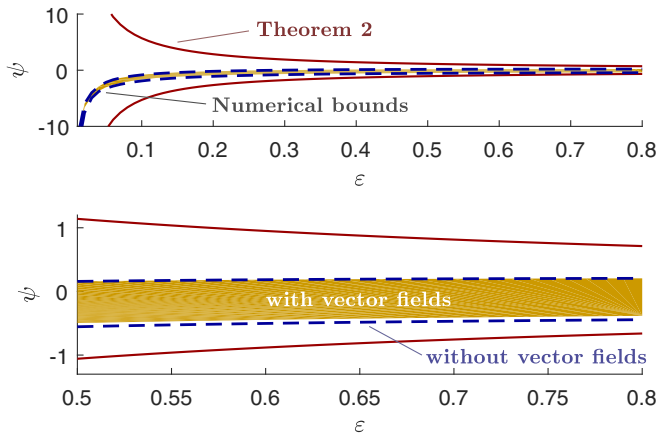 10
Theorem 2
ψ
0
Numerical bounds
-10
0.1 0.2 0.3 0.4 0.5 0.6 0.7 0.8
ε
1
ψ
0
with vector fields
-1
without vector fields
0.5 0.55 0.6 0.65 0.7 0.75 0.8
ε